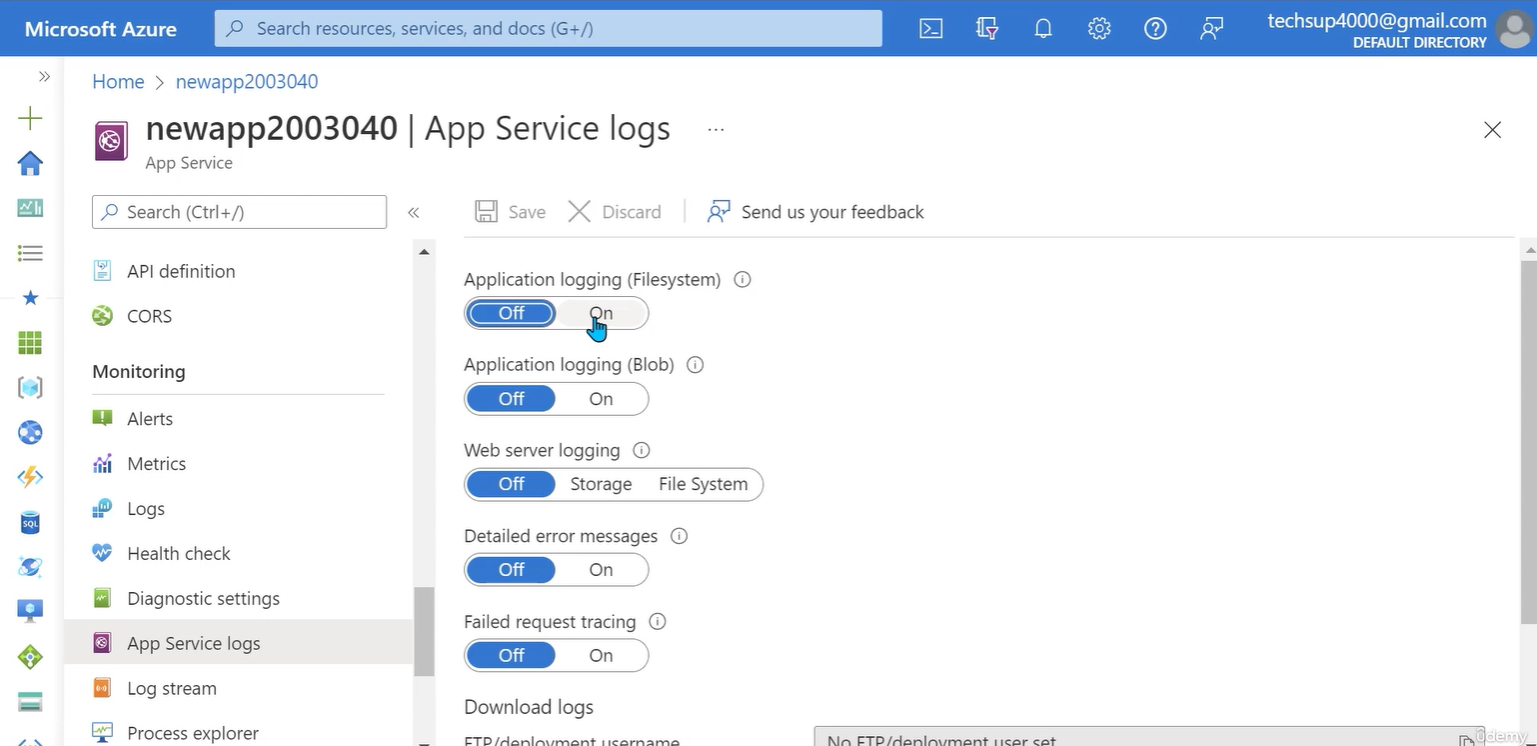 Microsoft Azure
Search resources, services, and docs (G+/)
techsup4000@gmail.com
DEFAULT DIRECTORY
Home > newapp2003040
newapp2003040 | App Service logs ...
App Service
Search (Ctrl+/)
Save
Discard
Send us your feedback
API definition
CORS
Monitoring
Alerts
Metrics
Logs
Health check
Diagnostic settings
App Service logs
Log stream
Process explorer
Application logging (Filesystem)
Off On
Application logging (Blob)
Off On
Web server logging
Off Storage File System
Detailed error messages
Off On
Failed request tracing
Off On
Download logs
FTP/deployment username
No FTP/deployment user set
SQL
ûdemy